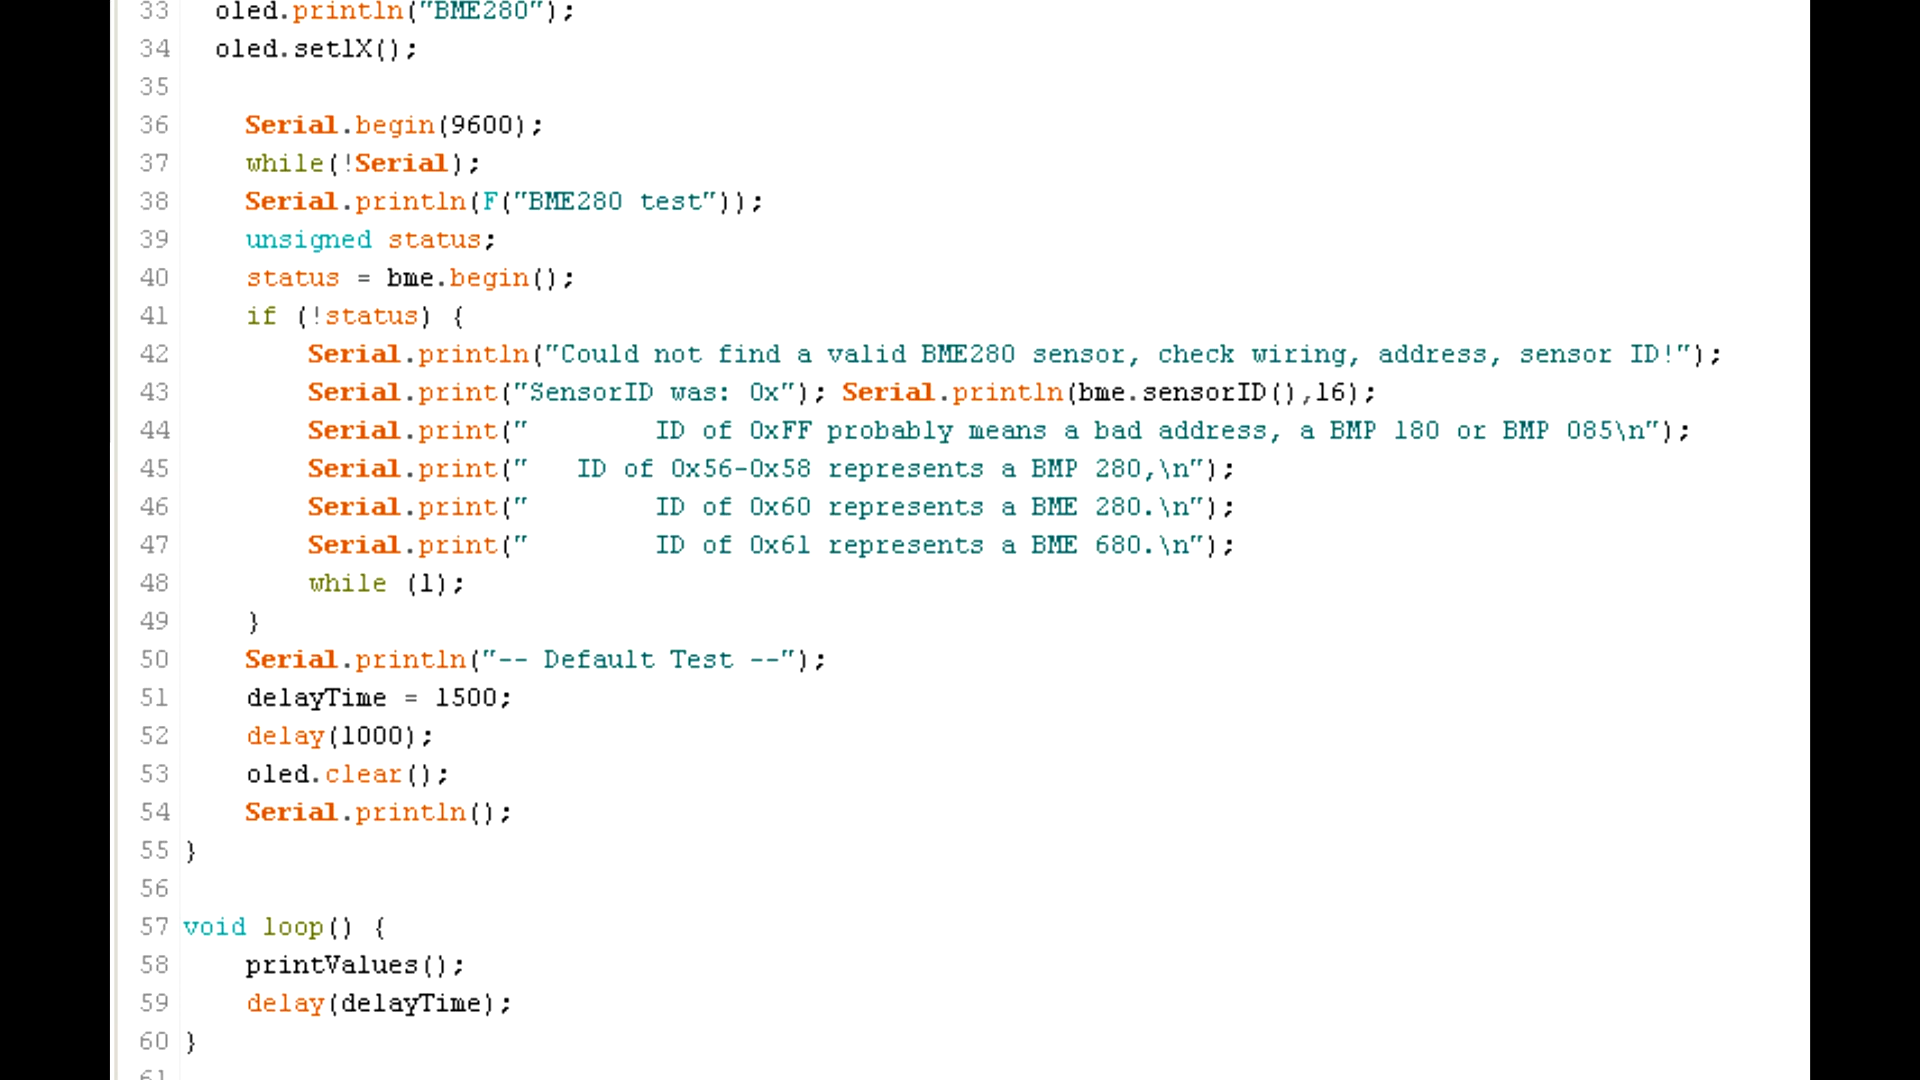 33 oled.println("BME280");
34 oled.set1X();
35
36 Serial.begin(9600);
37 while(!Serial);
38 Serial.println(F("BME280 test"));
39 unsigned status;
40 status = bme.begin();
41 if (!status) {
42 Serial.println("Could not find a valid BME280 sensor, check wiring, address, sensor ID!");
43 Serial.print("SensorID was: 0x"); Serial.println(bme.sensorID(),16);
44 Serial.print("        ID of 0xFF probably means a bad address, a BMP 180 or BMP 085\n");
45 Serial.print("   ID of 0x56-0x58 represents a BMP 280,\n");
46 Serial.print("        ID of 0x60 represents a BME 280.\n");
47 Serial.print("        ID of 0x61 represents a BME 680.\n");
48 while (1);
49 }
50 Serial.println("-- Default Test --");
51 delayTime = 1500;
52 delay(1000);
53 oled.clear();
54 Serial.println();
55 }
56
57 void loop() {
58 printValues();
59 delay(delayTime);
60 }
61